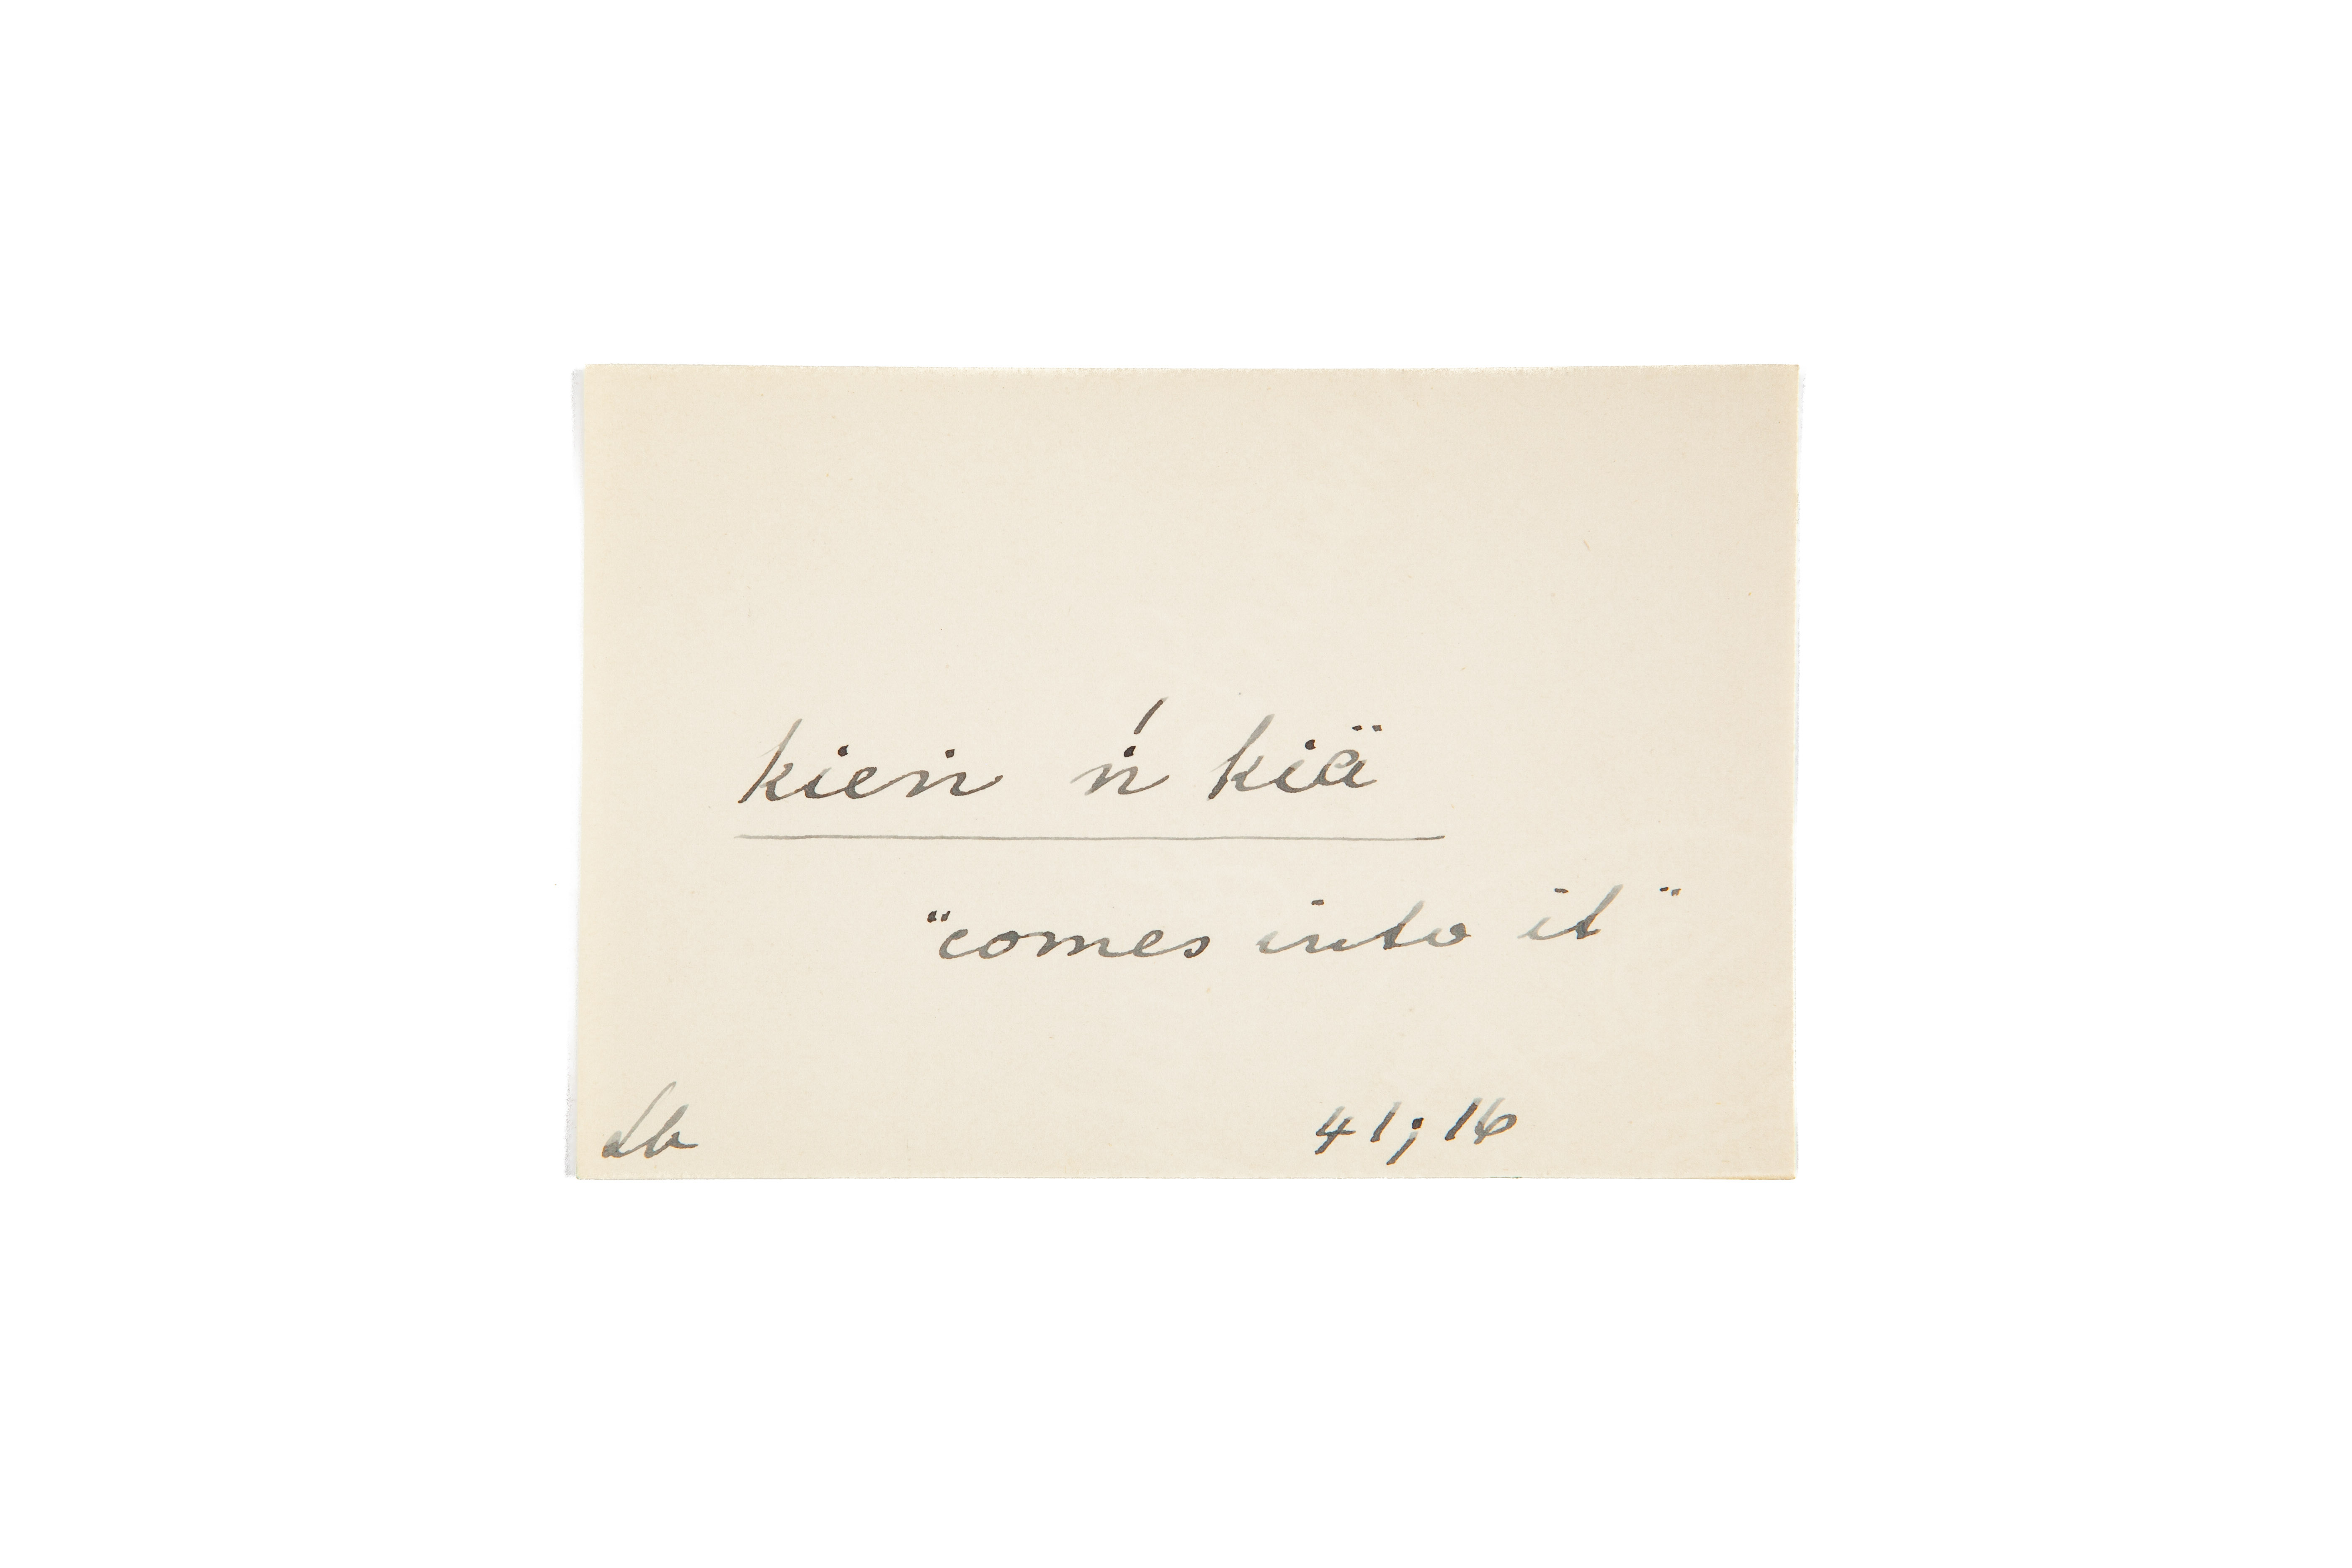 kieṅ ṅ́ kiä
"comes into it"
Lb 41; 16